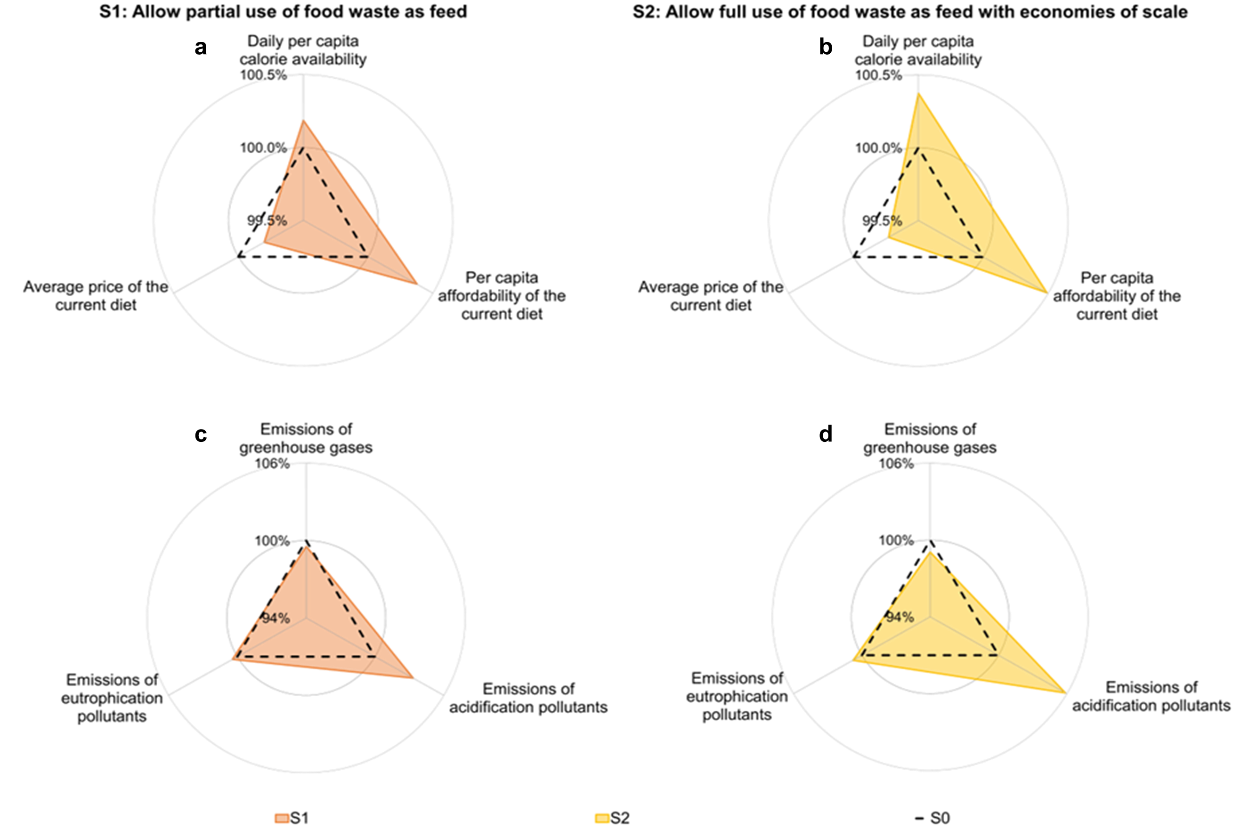 S1: Allow partial use of food waste as feed
S2: Allow full use of food waste as feed with economies of scale
a
Daily per capita
calorie availability
100.5%
100.0%
99.5%
Average price of the
current diet
Per capita
affordability of the
current diet
b
Daily per capita
calorie availability
100.5%
100.0%
99.5%
Average price of the
current diet
Per capita
affordability of the
current diet
c
Emissions of
greenhouse gases
106%
100%
94%
Emissions of
eutrophication
pollutants
Emissions of
acidification pollutants
d
Emissions of
greenhouse gases
106%
100%
94%
Emissions of
eutrophication
pollutants
Emissions of
acidification pollutants
S1
S2
S0